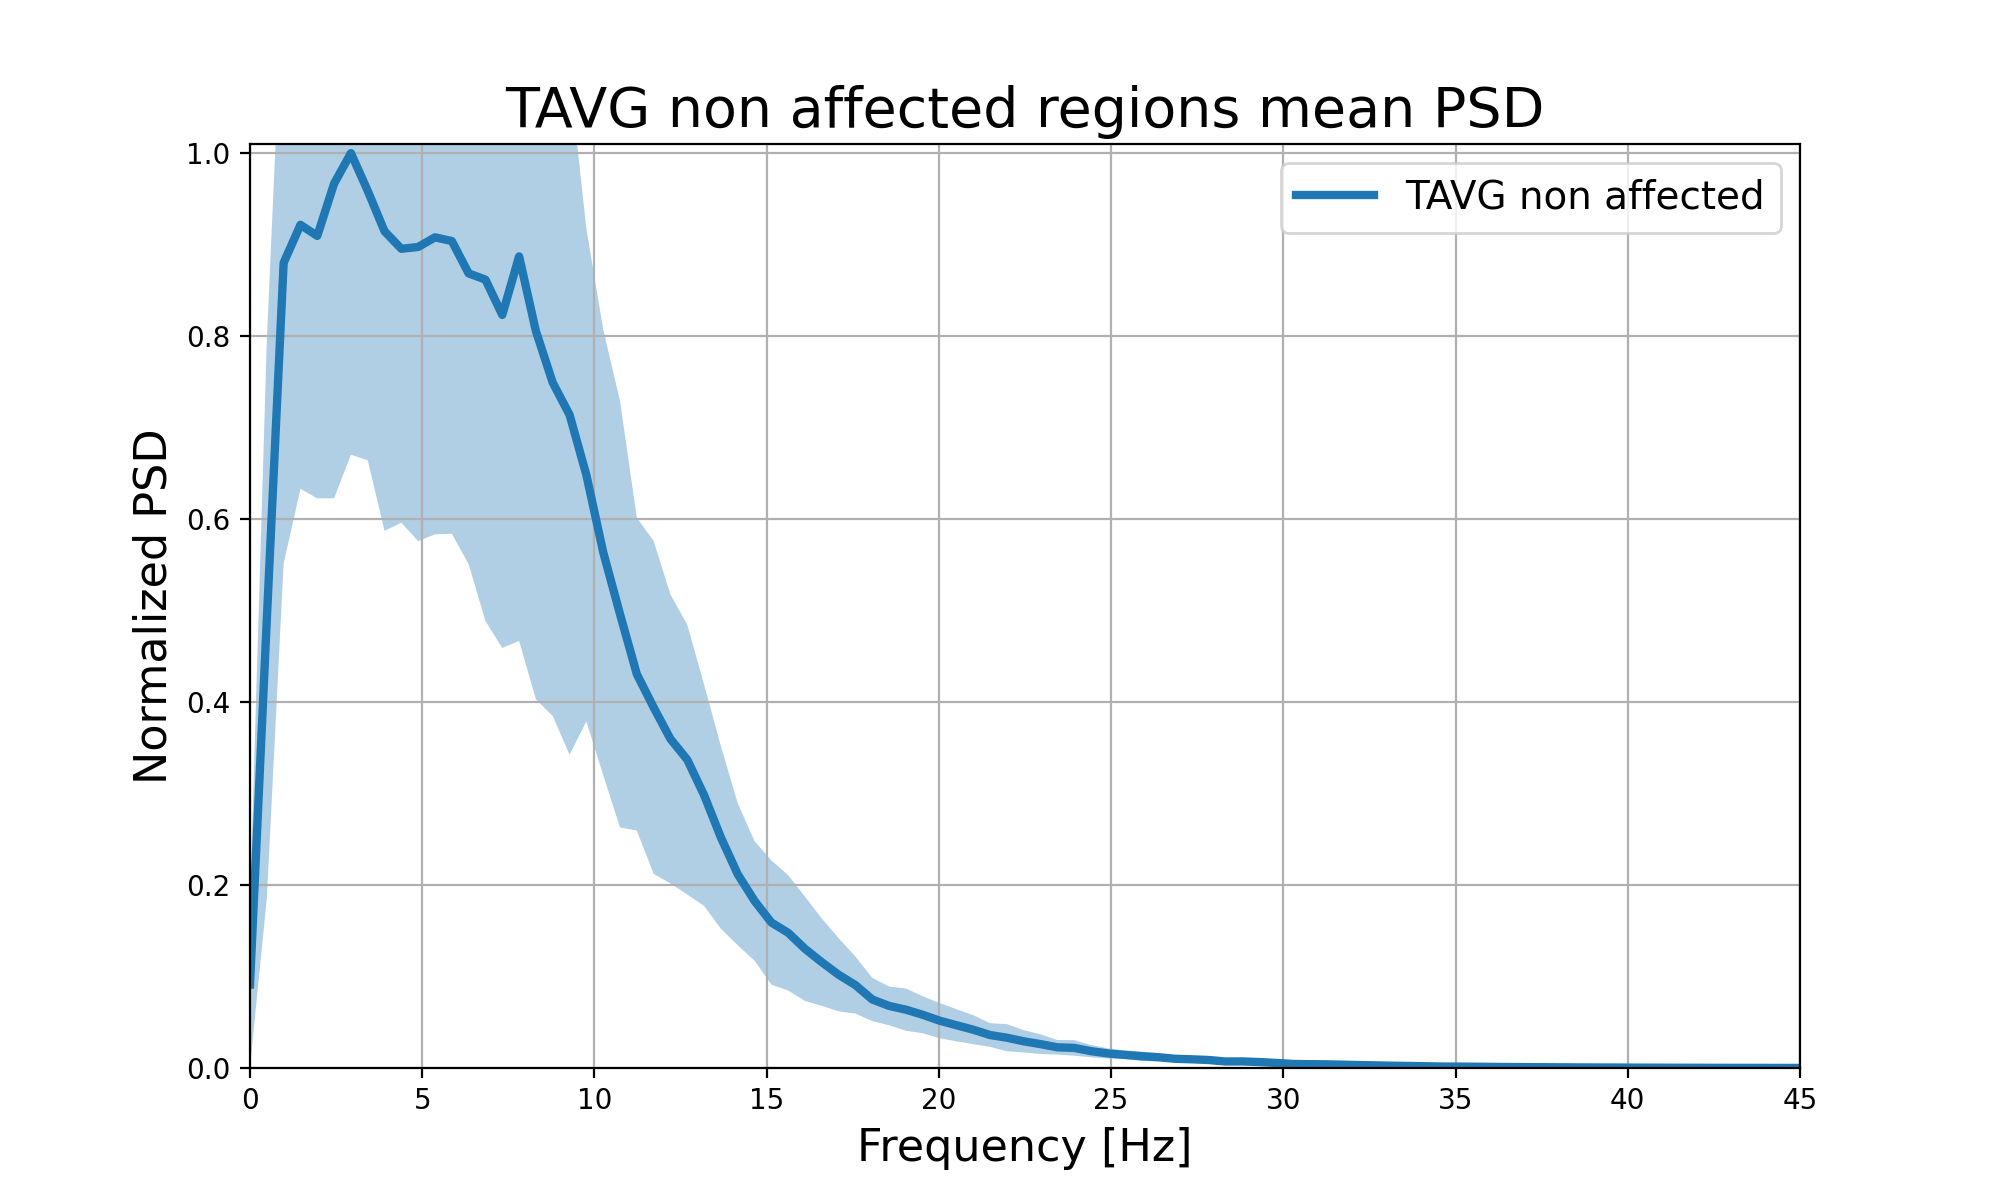 TAVG non affected regions mean PSD
TAVG non affected
Normalized PSD
1.0
0.8
0.6
0.4
0.2
0.0
0 5 10 15 20 25 30 35 40 45
Frequency [Hz]